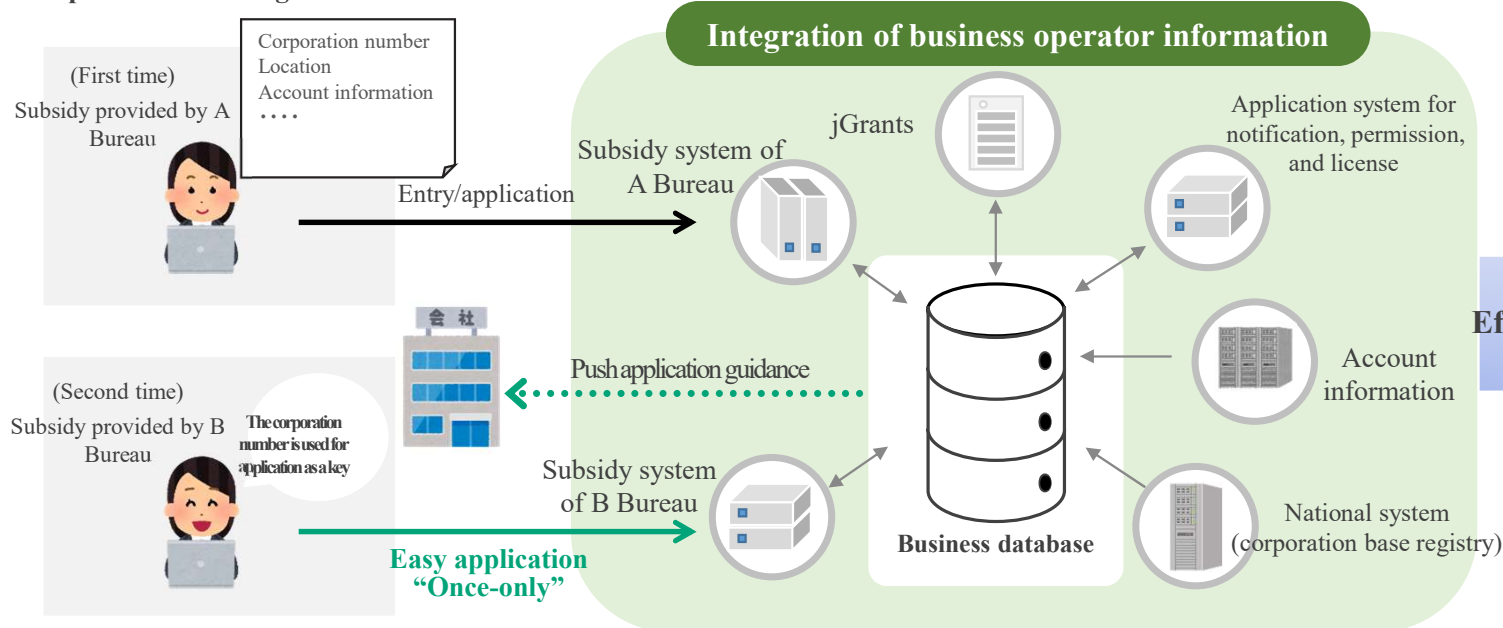 Integration of business operator information
Corporation number
Location
Account information
....
(First time)
Subsidy provided by A
Bureau
Entry/application
Subsidy system of
A Bureau
jGrants
Application system for
notification, permission,
and license
会社
Push application guidance
Account
information
(Second time)
Subsidy provided by B
Bureau
The corporation
number is used for
application as a key
Subsidy system
of B Bureau
Easy application
“Once-only”
Business database
National system
(corporation base registry)
Ef